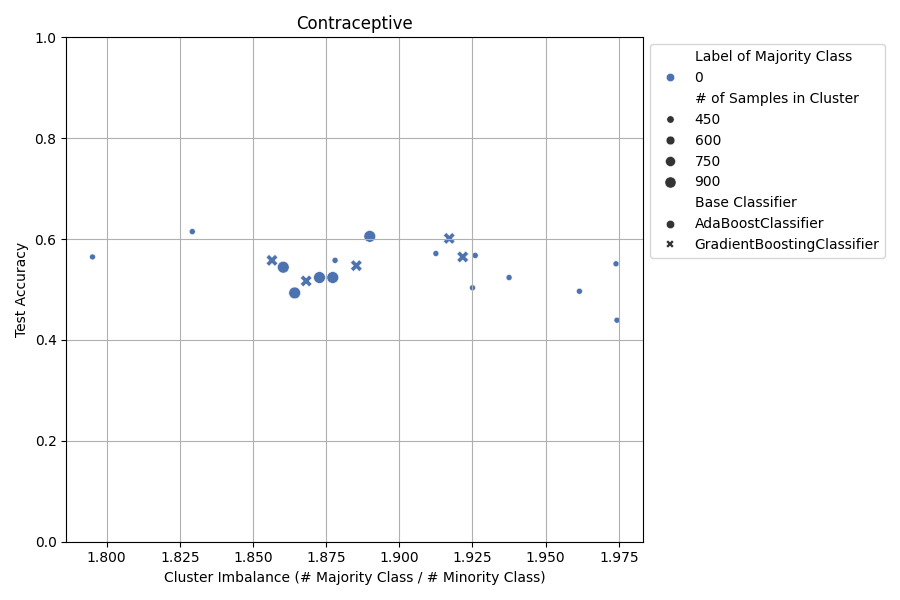 Contraceptive
Test Accuracy
1.0
0.8
0.6
0.4
0.2
0.0
1.800 1.825 1.850 1.875 1.900 1.925 1.950 1.975
Cluster Imbalance (# Majority Class / # Minority Class)
Label of Majority Class
0
# of Samples in Cluster
450
600
750
900
Base Classifier
AdaBoostClassifier
GradientBoostingClassifier